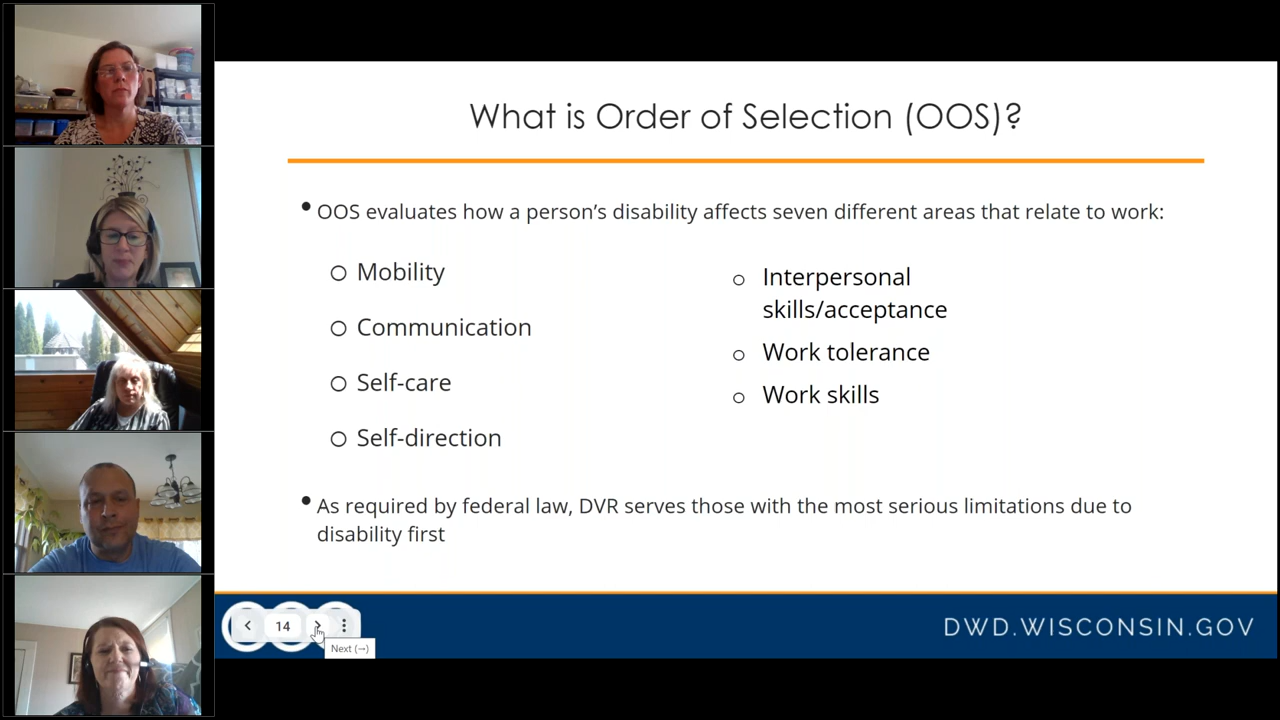 What is Order of Selection (OOS)?
OOS evaluates how a person’s disability affects seven different areas that relate to work:
Mobility
Communication
Self-care
Self-direction
Interpersonal
skills/acceptance
Work tolerance
Work skills
As required by federal law, DVR serves those with the most serious limitations due to
disability first
14
Next (→)
DWD.WISCONSIN.GOV